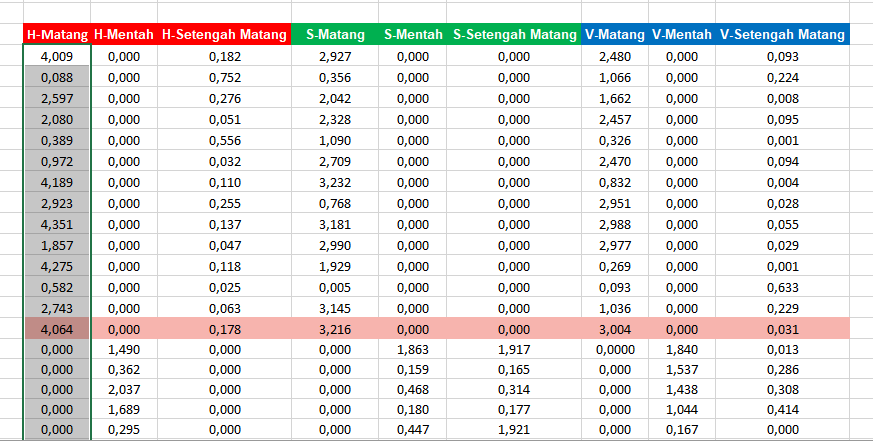 H-Matang H-Mentah H-Setengah Matang S-Matang S-Mentah S-Setengah Matang V-Matang V-Mentah V-Setengah Matang
4,009 0,000 0,182 2,927 0,000 0,000 2,480 0,000 0,093
0,088 0,000 0,752 0,356 0,000 0,000 1,066 0,000 0,224
2,597 0,000 0,276 2,042 0,000 0,000 1,662 0,000 0,008
2,080 0,000 0,051 2,328 0,000 0,000 2,457 0,000 0,095
0,389 0,000 0,556 1,090 0,000 0,000 0,326 0,000 0,001
0,972 0,000 0,032 2,709 0,000 0,000 2,470 0,000 0,094
4,189 0,000 0,110 3,232 0,000 0,000 0,832 0,000 0,004
2,923 0,000 0,255 0,768 0,000 0,000 2,951 0,000 0,028
4,351 0,000 0,137 3,181 0,000 0,000 2,988 0,000 0,055
1,857 0,000 0,047 2,990 0,000 0,000 2,977 0,000 0,029
4,275 0,000 0,118 1,929 0,000 0,000 0,269 0,000 0,001
0,582 0,000 0,025 0,005 0,000 0,000 0,093 0,000 0,633
2,743 0,000 0,063 3,145 0,000 0,000 1,036 0,000 0,229
4,064 0,000 0,178 3,216 0,000 0,000 3,004 0,000 0,031
0,000 1,490 0,000 0,000 1,863 1,917 0,0000 1,840 0,013
0,000 0,362 0,000 0,000 0,159 0,165 0,000 1,537 0,286
0,000 2,037 0,000 0,000 0,468 0,314 0,000 1,438 0,308
0,000 1,689 0,000 0,000 0,180 0,177 0,000 1,044 0,414
0,000 0,295 0,000 0,000 0,447 1,921 0,000 0,167 0,000